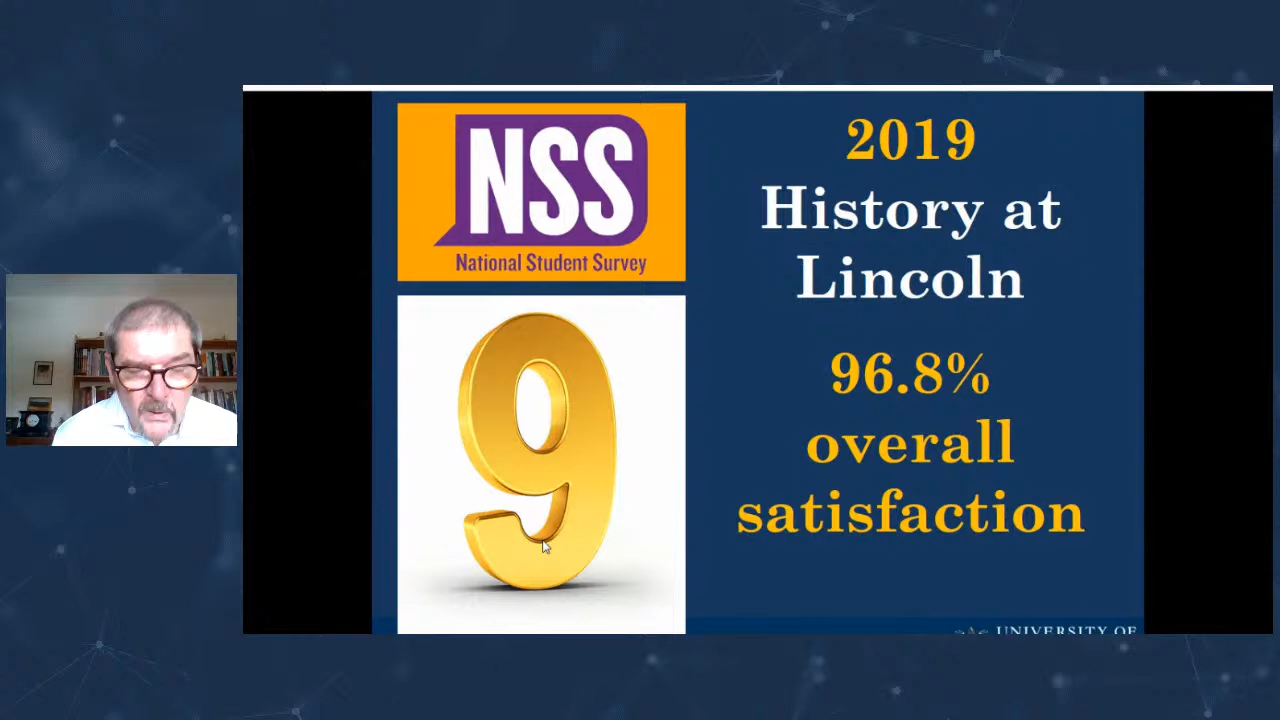 NSS
National Student Survey
9
2019
History at
Lincoln
96.8%
overall
satisfaction
UNIVERSITY OF